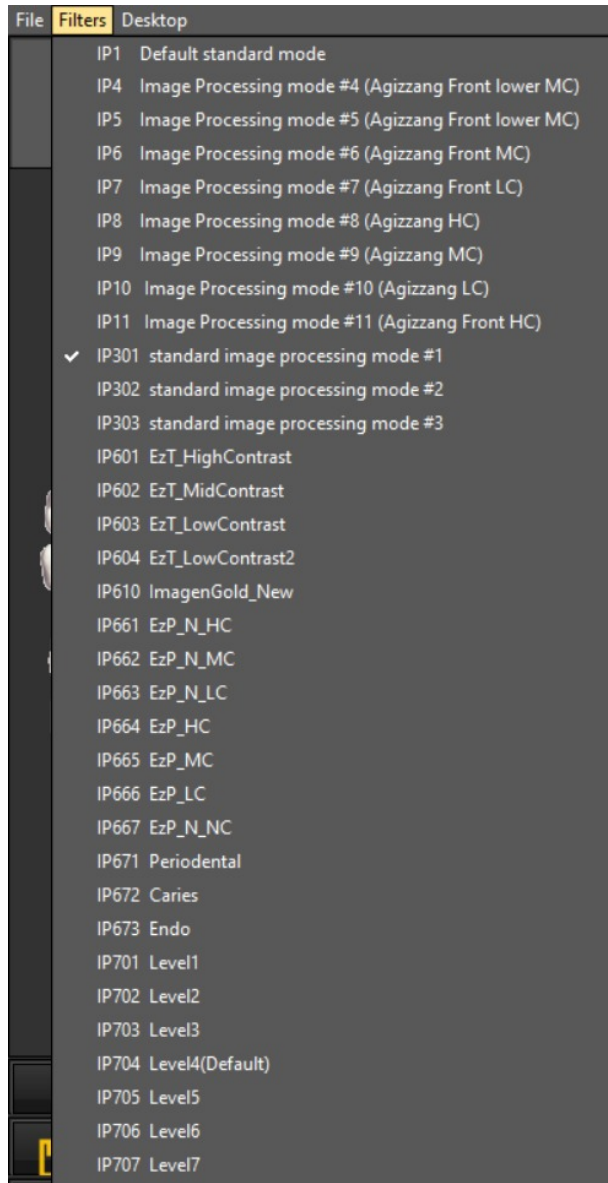 File Filters Desktop
IP1 Default standard mode
IP4 Image Processing mode #4 (Agizzang Front lower MC)
IP5 Image Processing mode #5 (Agizzang Front lower MC)
IP6 Image Processing mode #6 (Agizzang Front MC)
IP7 Image Processing mode #7 (Agizzang Front LC)
IP8 Image Processing mode #8 (Agizzang HC)
IP9 Image Processing mode #9 (Agizzang MC)
IP10 Image Processing mode #10 (Agizzang LC)
IP11 Image Processing mode #11 (Agizzang Front HC)
IP301 standard image processing mode #1
IP302 standard image processing mode #2
IP303 standard image processing mode #3
IP601 EzT_HighContrast
IP602 EzT_MidContrast
IP603 EzT_LowContrast
IP604 EzT_LowContrast2
IP610 ImagenGold_New
IP661 EzP_N_HC
IP662 EzP_N_MC
IP663 EzP_N_LC
IP664 EzP_HC
IP665 EzP_MC
IP666 EzP_LC
IP667 EzP_N_NC
IP671 Periodental
IP672 Caries
IP673 Endo
IP701 Level1
IP702 Level2
IP703 Level3
IP704 Level4(Default)
IP705 Level5
IP706 Level6
IP707 Level7